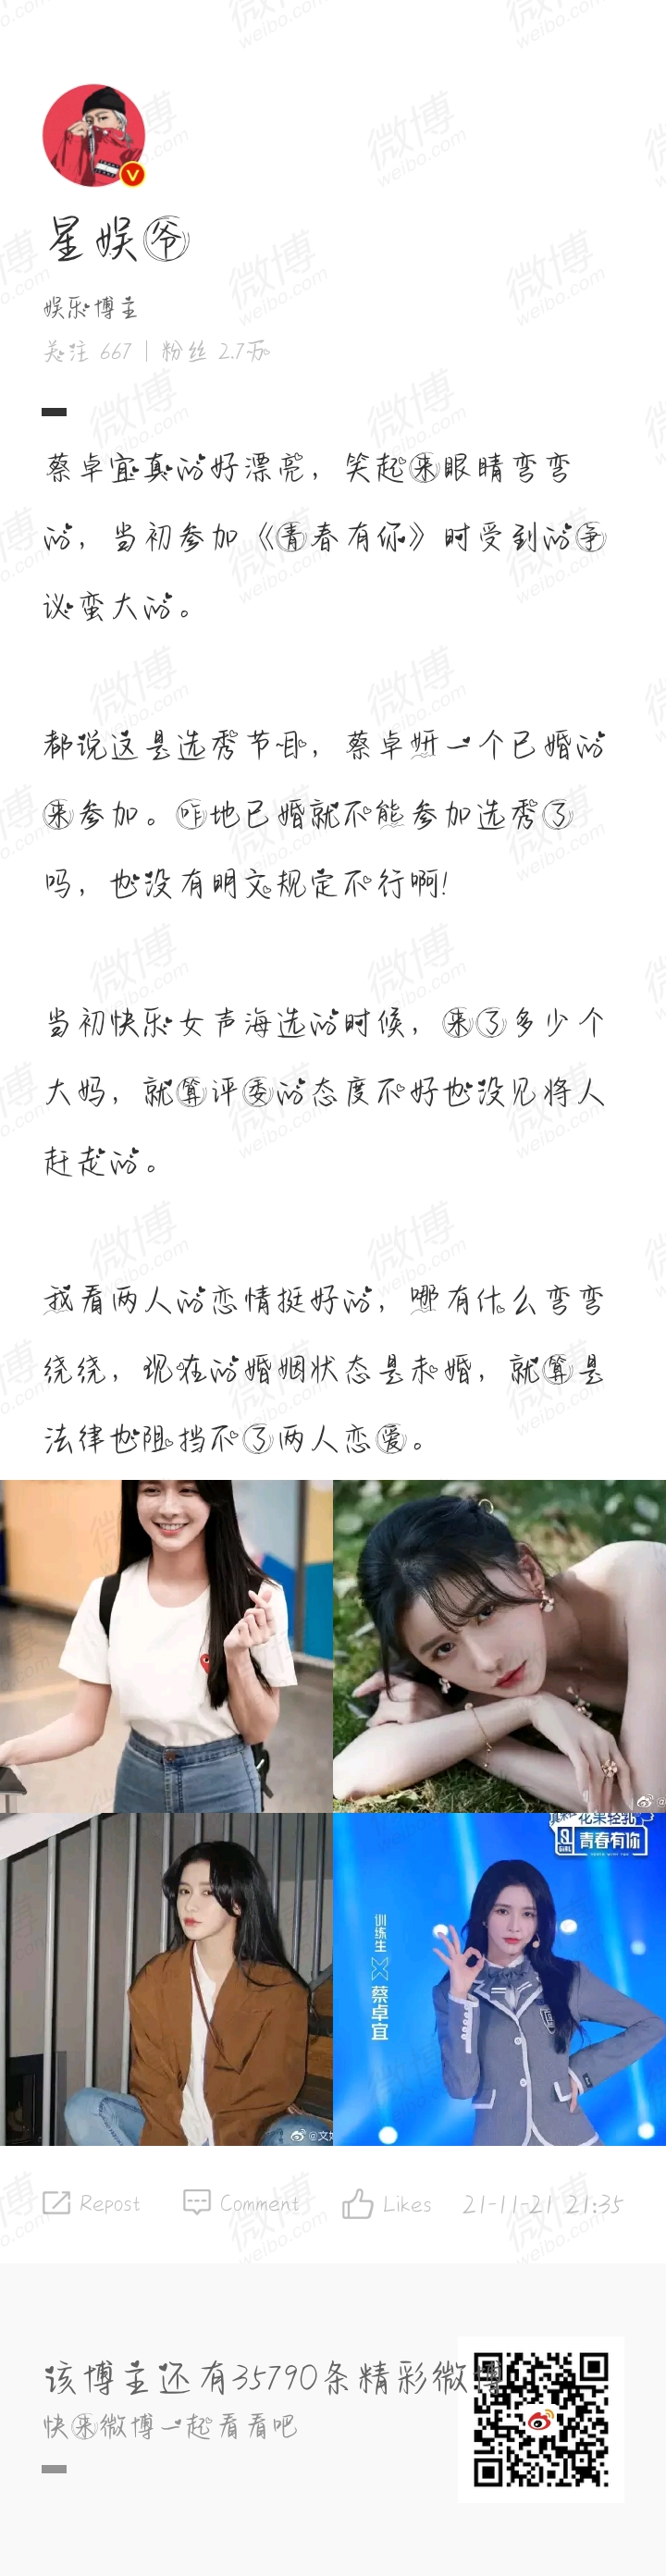 星娱爷
娱乐博主
关注 667 | 粉丝 2.7万
蔡卓宜真的好漂亮，笑起来眼睛弯弯
的，当初参加《青春有你》时受到的争
议蛮大的。
都说这是选秀节目，蔡卓妍一个已婚的
来参加。咋地已婚就不能参加选秀了
吗，也没有明文规定不行啊!
当初快乐女声海选的时候，来了多少个
大妈，就算评委的态度不好也没见将人
赶走的。
我看两人的恋情挺好的，哪有什么弯弯
绕绕，现在的婚姻状态是未婚，就算是
法律也阻挡不了两人恋爱。
青春有你
训练生
蔡卓宜
@文娱
Repost Comment Likes 21-11-21 21:35
该博主还有35790条精彩微博
快来微博一起看看吧
微博
weibo.com